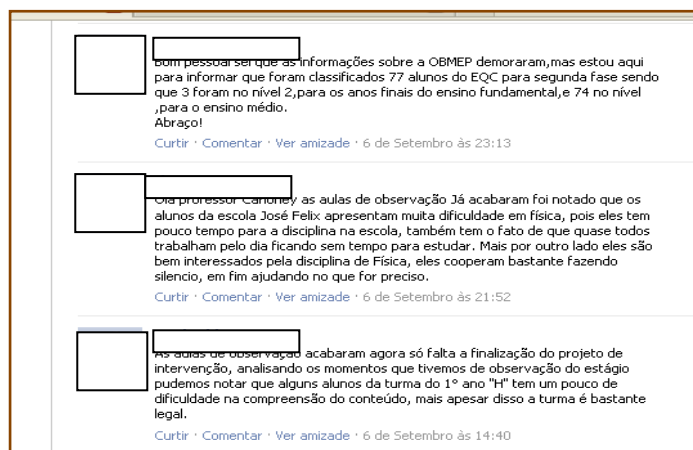 Bom pessoal sei que as informações sobre a OBMEP demoraram,mas estou aqui
para informar que foram classificados 77 alunos do EQC para segunda fase sendo
que 3 foram no nível 2,para os anos finais do ensino fundamental,e 74 no nível
,para o ensino médio.
Abraço!
Curtir · Comentar · Ver amizade · 6 de Setembro às 23:13
Ola professor as aulas de observação Já acabaram foi notado que os
alunos da escola José Felix apresentam muita dificuldade em física, pois eles tem
pouco tempo para a disciplina na escola, também tem o fato de que quase todos
trabalham pelo dia ficando sem tempo para estudar. Mais por outro lado eles são
bem interessados pela disciplina de Física, eles cooperam bastante fazendo
silencio, em fim ajudando no que for preciso.
Curtir · Comentar · Ver amizade · 6 de Setembro às 21:52
As aulas de observação acabaram agora só falta a finalização do projeto de
intervenção, analisando os momentos que tivemos de observação do estágio
pudemos notar que alguns alunos da turma do 1° ano "H" tem um pouco de
dificuldade na compreensão do conteúdo, mais apesar disso a turma é bastante
legal.
Curtir · Comentar · Ver amizade · 6 de Setembro às 14:40